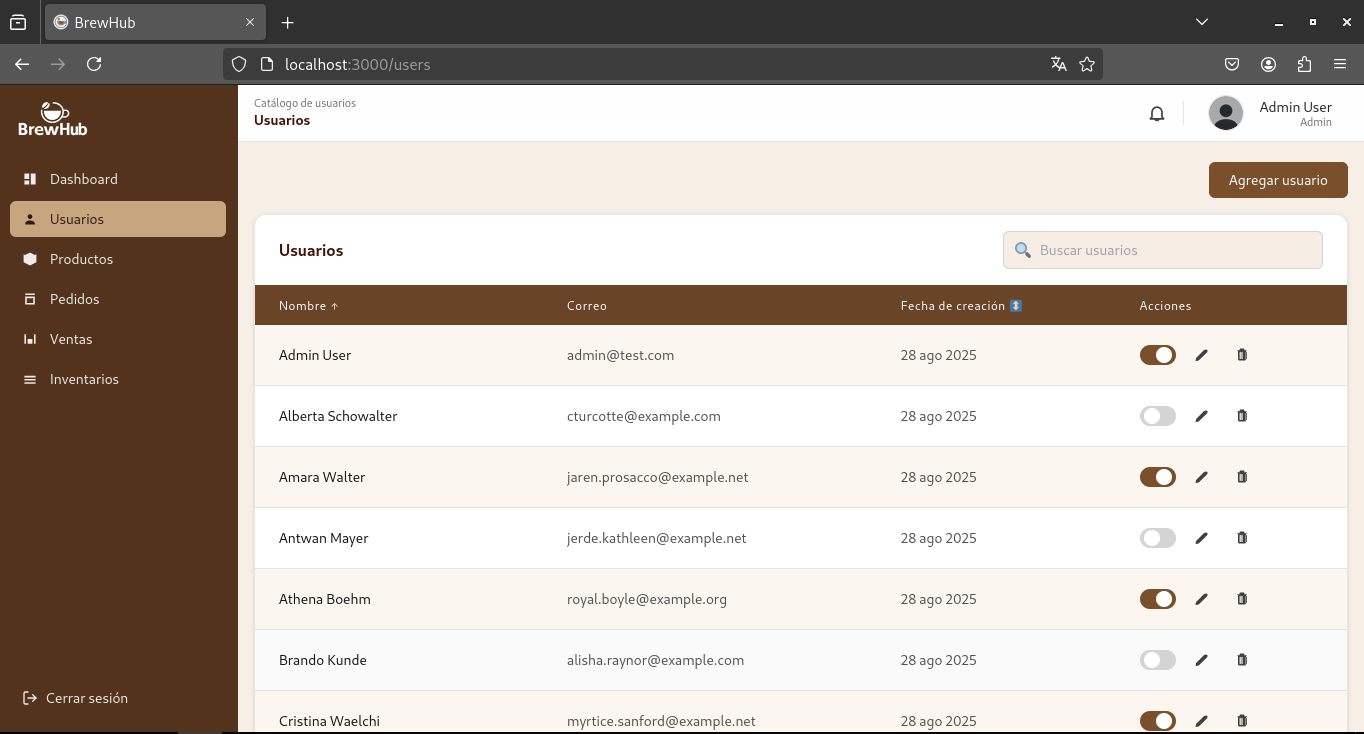 BrewHub
localhost:3000/users
BrewHub
Dashboard
Usuarios
Productos
Pedidos
Ventas
Inventarios
Cerrar sesión
Catálogo de usuarios
Usuarios
Admin User
Admin
Agregar usuario
Usuarios
Buscar usuarios
Nombre ↑ Correo Fecha de creación ↕ Acciones
Admin User admin@test.com 28 ago 2025
Alberta Schowalter cturcotte@example.com 28 ago 2025
Amara Walter jaren.prosacco@example.net 28 ago 2025
Antwan Mayer jerde.kathleen@example.net 28 ago 2025
Athena Boehm royal.boyle@example.org 28 ago 2025
Brando Kunde alisha.raynor@example.com 28 ago 2025
Cristina Waelchi myrtice.sanford@example.net 28 ago 2025